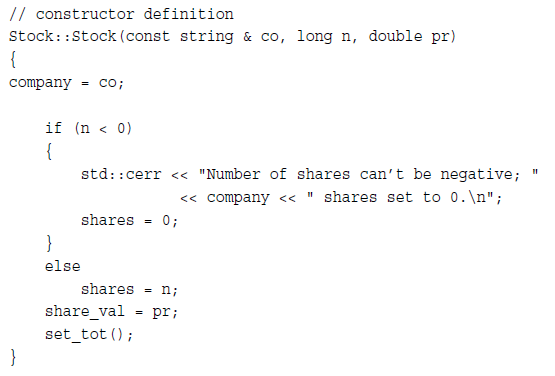 // constructor definition
Stock::Stock(const string & co, long n, double pr)
{
company = co;
if (n < 0)
{
std::cerr << "Number of shares can’t be negative; "
<< company << " shares set to 0.\n";
shares = 0;
}
else
shares = n;
share_val = pr;
set_tot();
}